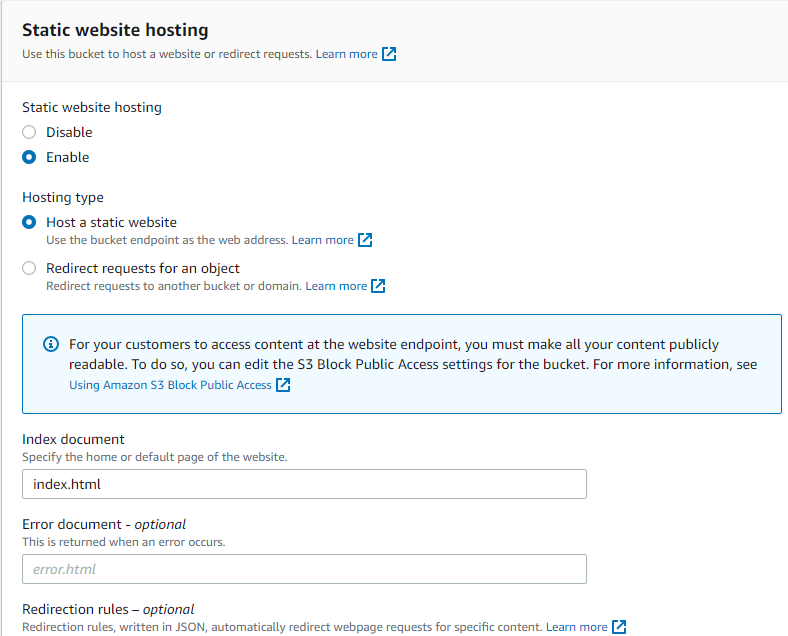 Static website hosting
Use this bucket to host a website or redirect requests. Learn more
Static website hosting
Disable
Enable
Hosting type
Host a static website
Use the bucket endpoint as the web address. Learn more
Redirect requests for an object
Redirect requests to another bucket or domain. Learn more
For your customers to access content at the website endpoint, you must make all your content publicly
readable. To do so, you can edit the S3 Block Public Access settings for the bucket. For more information, see
Using Amazon S3 Block Public Access
Index document
Specify the home or default page of the website.
index.html
Error document - optional
This is returned when an error occurs.
error.html
Redirection rules – optional
Redirection rules, written in JSON, automatically redirect webpage requests for specific content. Learn more